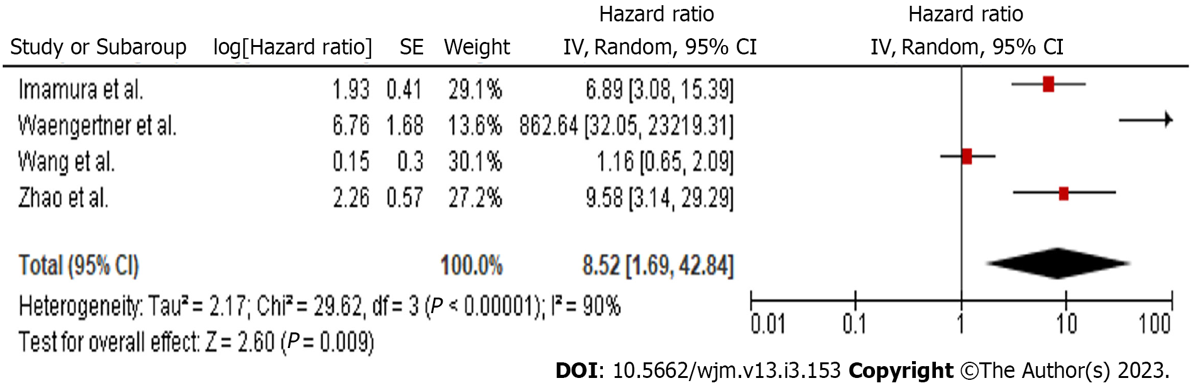 Hazard ratio Hazard ratio
Study or Subaroup log[Hazard ratio] SE Weight IV, Random, 95% CI IV, Random, 95% CI
Imamura et al. 1.93 0.41 29.1% 6.89 [3.08, 15.39]
Waengertner et al. 6.76 1.68 13.6% 862.64 [32.05, 23219.31]
Wang et al. 0.15 0.3 30.1% 1.16 [0.65, 2.09]
Zhao et al. 2.26 0.57 27.2% 9.58 [3.14, 29.29]
Total (95% CI) 100.0% 8.52 [1.69, 42.84]
Heterogeneity: Tau² = 2.17; Chi² = 29.62, df = 3 (P < 0.00001); I² = 90%
Test for overall effect: Z = 2.60 (P = 0.009)
0.01 0.1 1 10 100
DOI: 10.5662/wjm.v13.i3.153 Copyright ©The Author(s) 2023.